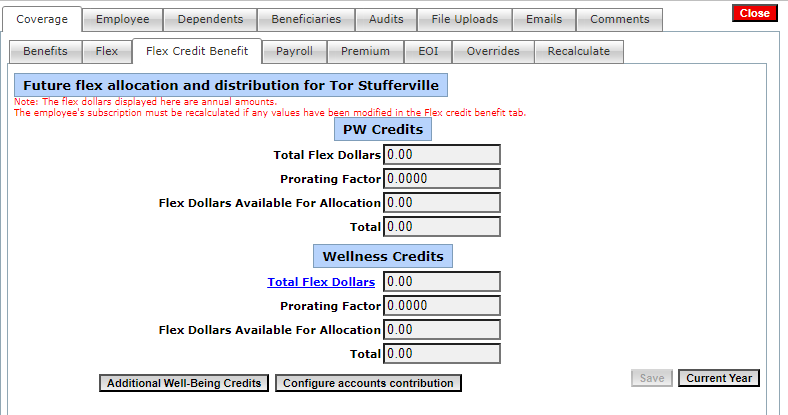 Coverage Employee Dependents Beneficiaries Audits File Uploads Emails Comments Close
Benefits Flex Flex Credit Benefit Payroll Premium EOI Overrides Recalculate
Future flex allocation and distribution for Tor Stufferville
Note: The flex dollars displayed here are annual amounts.
The employee's subscription must be recalculated if any values have been modified in the Flex credit benefit tab.
PW Credits
Total Flex Dollars 0.00
Prorating Factor 0.0000
Flex Dollars Available For Allocation 0.00
Total 0.00
Wellness Credits
Total Flex Dollars 0.00
Prorating Factor 0.0000
Flex Dollars Available For Allocation 0.00
Total 0.00
Additional Well-Being Credits Configure accounts contribution Save Current Year